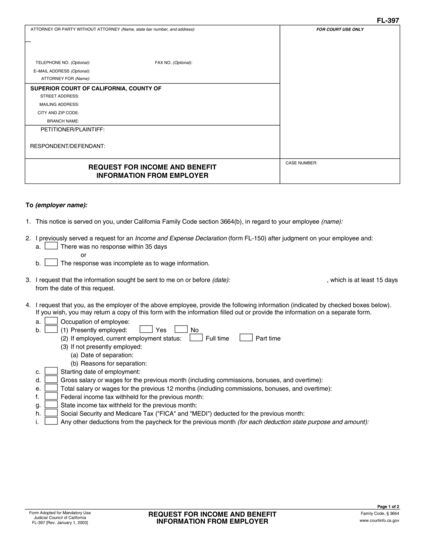 FL-397
ATTORNEY OR PARTY WITHOUT ATTORNEY (Name, state bar number, and address):
FOR COURT USE ONLY
TELEPHONE NO. (Optional): FAX NO. (Optional):
E-MAIL ADDRESS (Optional):
ATTORNEY FOR (Name):
SUPERIOR COURT OF CALIFORNIA, COUNTY OF
STREET ADDRESS:
MAILING ADDRESS:
CITY AND ZIP CODE:
BRANCH NAME:
PETITIONER/PLAINTIFF:
RESPONDENT/DEFENDANT:
REQUEST FOR INCOME AND BENEFIT
INFORMATION FROM EMPLOYER
CASE NUMBER:
To (employer name):
1. This notice is served on you, under California Family Code section 3664(b), in regard to your employee (name):
2. I previously served a request for an Income and Expense Declaration (form FL-150) after judgment on your employee and:
a. There was no response within 35 days
or
b. The response was incomplete as to wage information.
3. I request that the information sought be sent to me on or before (date): , which is at least 15 days
from the date of this request.
4. I request that you, as the employer of the above employee, provide the following information (indicated by checked boxes below).
If you wish, you may return a copy of this form with the information filled out or provide the information on a separate form.
a. Occupation of employee:
b. (1) Presently employed: Yes No
(2) If employed, current employment status: Full time Part time
(3) If not presently employed:
(a) Date of separation:
(b) Reasons for separation:
c. Starting date of employment:
d. Gross salary or wages for the previous month (including commissions, bonuses, and overtime):
e. Total salary or wages for the previous 12 months (including commissions, bonuses, and overtime):
f. Federal income tax withheld for the previous month:
g. State income tax withheld for the previous month:
h. Social Security and Medicare Tax ("FICA" and "MEDI") deducted for the previous month:
i. Any other deductions from the paycheck for the previous month (for each deduction state purpose and amount):
Page 1 of 2
Form Adopted for Mandatory Use
Judicial Council of California
FL-397 [Rev. January 1, 2003]
REQUEST FOR INCOME AND BENEFIT
INFORMATION FROM EMPLOYER
Family Code, § 3664
www.courtinfo.ca.gov